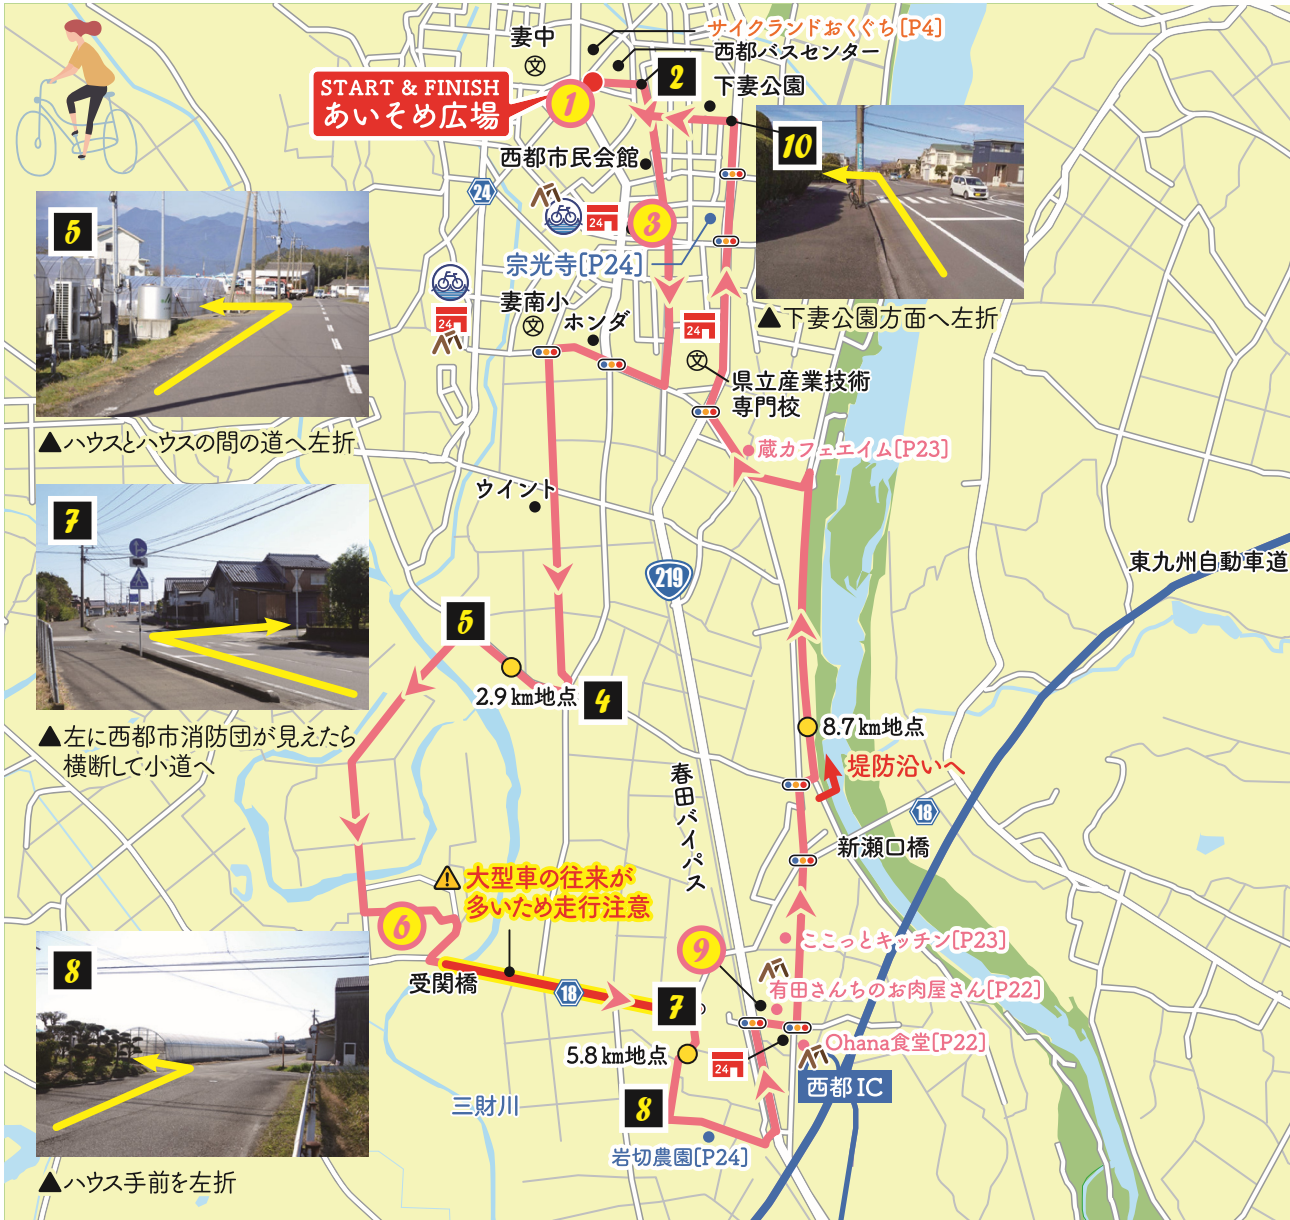 サイクランドおくぐち[P4]
妻中
西都バスセンター
START & FINISH
あいそめ広場
1
2
下妻公園
10
西都市民会館
24
24
3
宗光寺[P24]
▲下妻公園方面へ左折
5
▲ハウスとハウスの間の道へ左折
24
妻南小
ホンダ
24
県立産業技術
専門校
蔵カフェエイム[P23]
ウイント
7
▲左に西都市消防団が見えたら
横断して小道へ
219
東九州自動車道
5
2.9㎞地点
4
8.7㎞地点
堤防沿いへ
春田バイパス
18
新瀬口橋
大型車の往来が
多いため走行注意
6
受関橋
18
9
ここっとキッチン[P23]
有田さんちのお肉屋さん[P22]
7
5.8㎞地点
24
Ohana食堂[P22]
西都IC
8
三財川
8
岩切農園[P24]
▲ハウス手前を左折
文
文
文